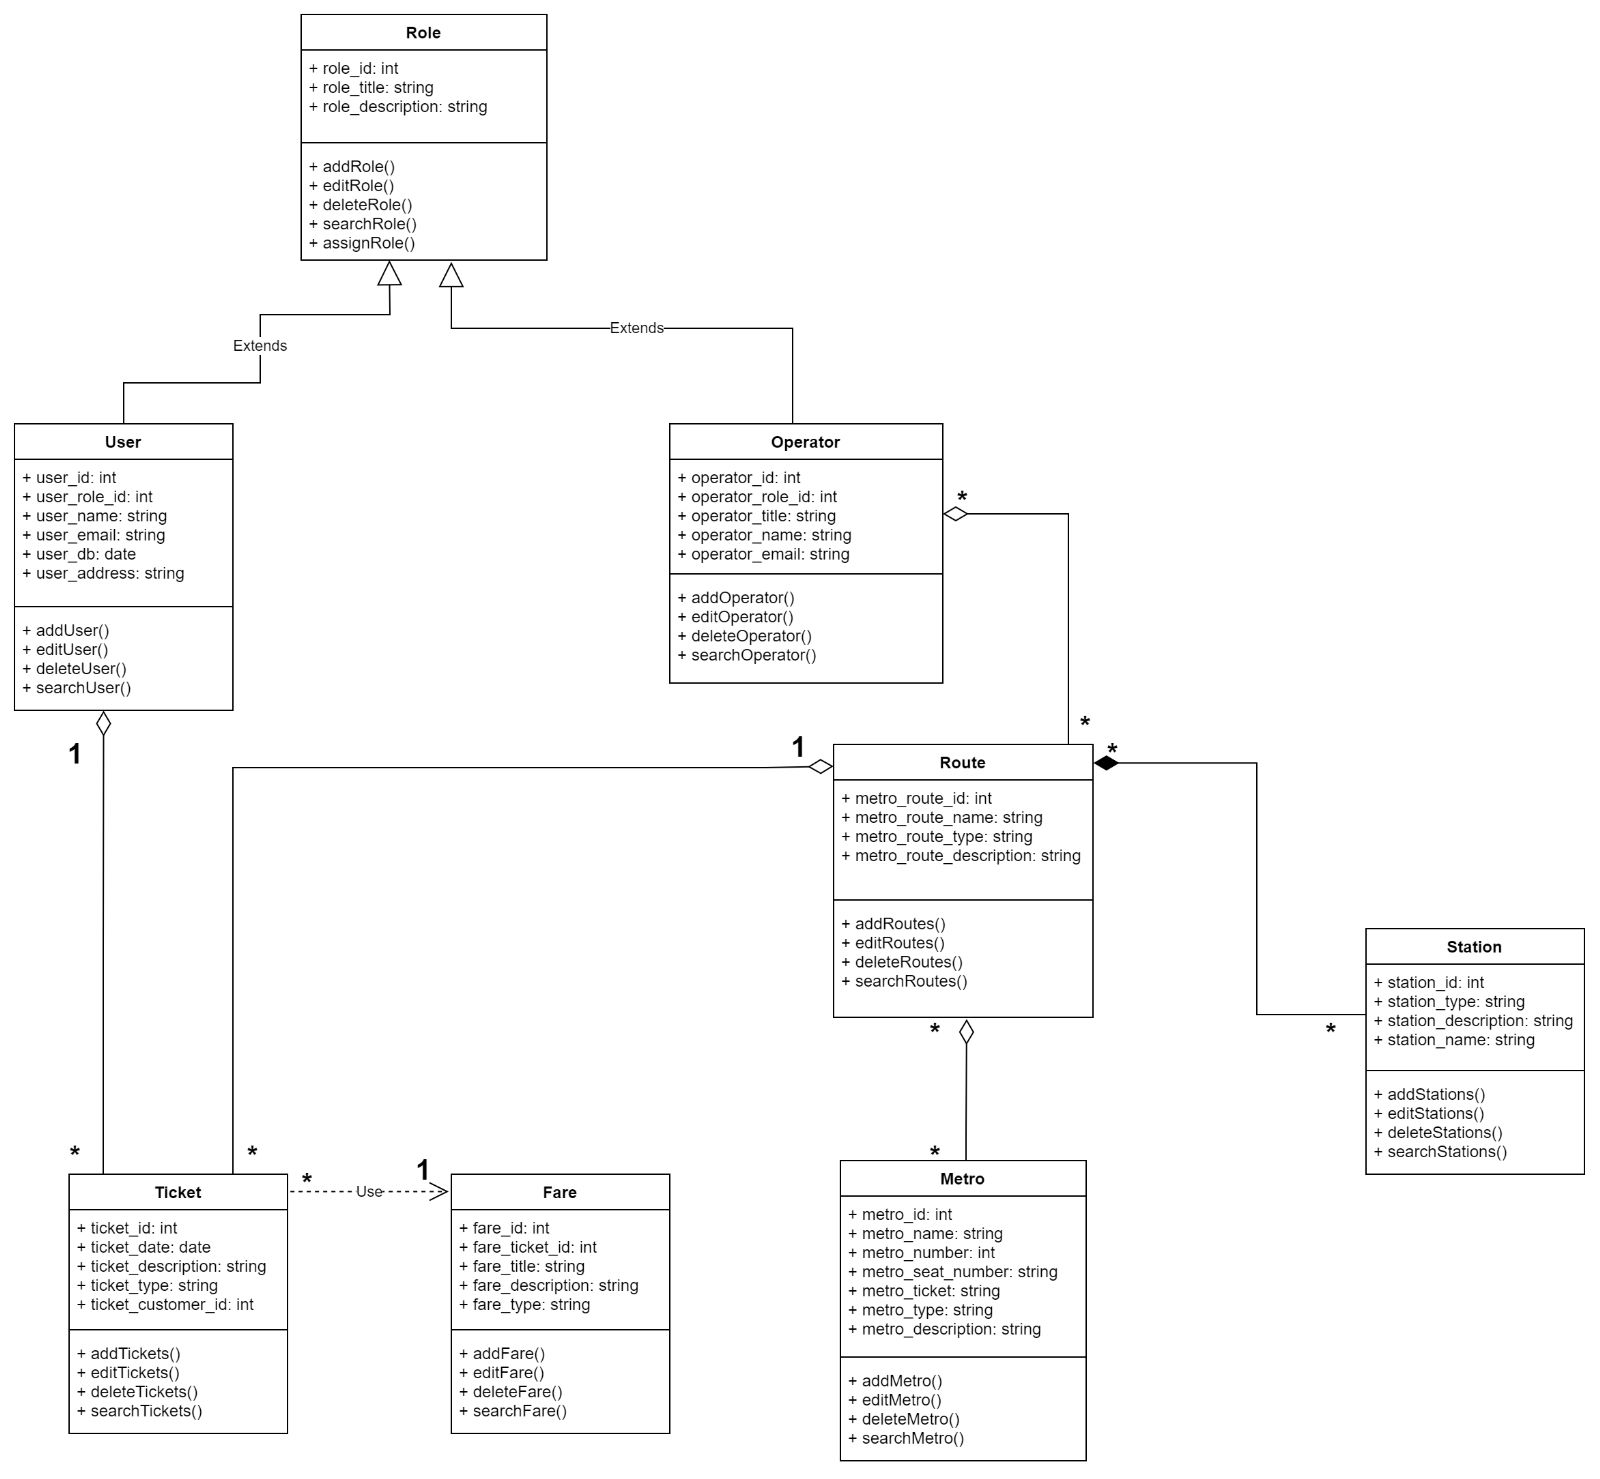 Role
+ role_id: int
+ role_title: string
+ role_description: string
+ addRole()
+ editRole()
+ deleteRole()
+ searchRole()
+ assignRole()
Extends
Extends
User
+ user_id: int
+ user_role_id: int
+ user_name: string
+ user_email: string
+ user_db: date
+ user_address: string
+ addUser()
+ editUser()
+ deleteUser()
+ searchUser()
Operator
+ operator_id: int
+ operator_role_id: int
+ operator_title: string
+ operator_name: string
+ operator_email: string
+ addOperator()
+ editOperator()
+ deleteOperator()
+ searchOperator()
*
*
1
1
*
Route
+ metro_route_id: int
+ metro_route_name: string
+ metro_route_type: string
+ metro_route_description: string
+ addRoutes()
+ editRoutes()
+ deleteRoutes()
+ searchRoutes()
Station
+ station_id: int
+ station_type: string
+ station_description: string
+ station_name: string
+ addStations()
+ editStations()
+ deleteStations()
+ searchStations()
*
*
*
*
*
*
Use
1
Ticket
+ ticket_id: int
+ ticket_date: date
+ ticket_description: string
+ ticket_type: string
+ ticket_customer_id: int
+ addTickets()
+ editTickets()
+ deleteTickets()
+ searchTickets()
Fare
+ fare_id: int
+ fare_ticket_id: int
+ fare_title: string
+ fare_description: string
+ fare_type: string
+ addFare()
+ editFare()
+ deleteFare()
+ searchFare()
Metro
+ metro_id: int
+ metro_name: string
+ metro_number: int
+ metro_seat_number: string
+ metro_ticket: string
+ metro_type: string
+ metro_description: string
+ addMetro()
+ editMetro()
+ deleteMetro()
+ searchMetro()